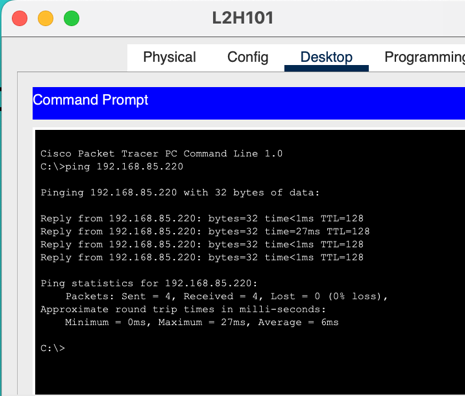 L2H101
Physical Config Desktop Programming
Command Prompt
Cisco Packet Tracer PC Command Line 1.0
C:\>ping 192.168.85.220
Pinging 192.168.85.220 with 32 bytes of data:
Reply from 192.168.85.220: bytes=32 time<1ms TTL=128
Reply from 192.168.85.220: bytes=32 time=27ms TTL=128
Reply from 192.168.85.220: bytes=32 time<1ms TTL=128
Reply from 192.168.85.220: bytes=32 time<1ms TTL=128
Ping statistics for 192.168.85.220:
Packets: Sent = 4, Received = 4, Lost = 0 (0% loss),
Approximate round trip times in milli-seconds:
Minimum = 0ms, Maximum = 27ms, Average = 6ms
C:\>